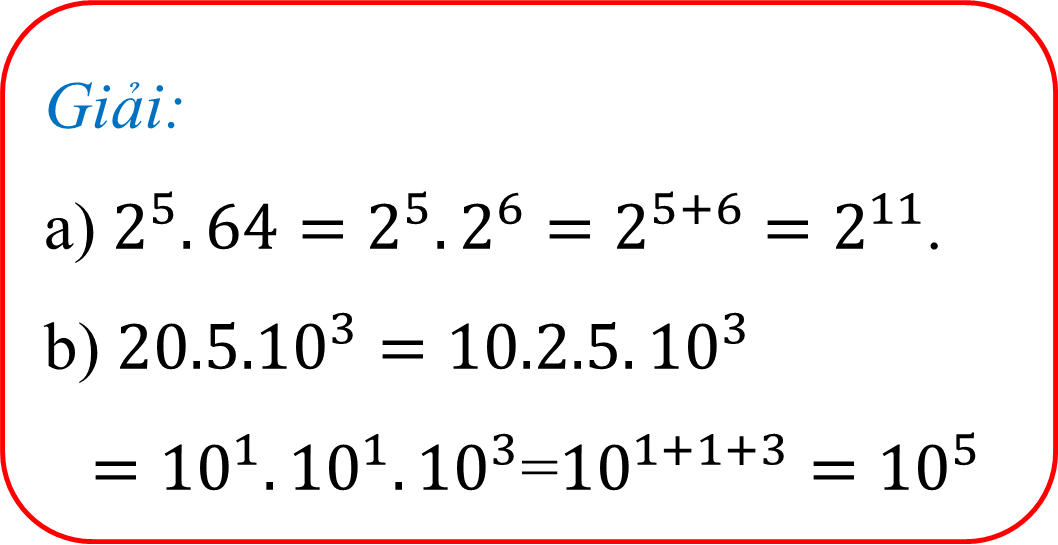 Giải:
a) 2⁵. 64 = 2⁵. 2⁶ = 2⁵⁺⁶ = 2¹¹.
b) 20.5.10³ = 10.2.5. 10³
= 10¹. 10¹. 10³=10¹⁺¹⁺³ = 10⁵